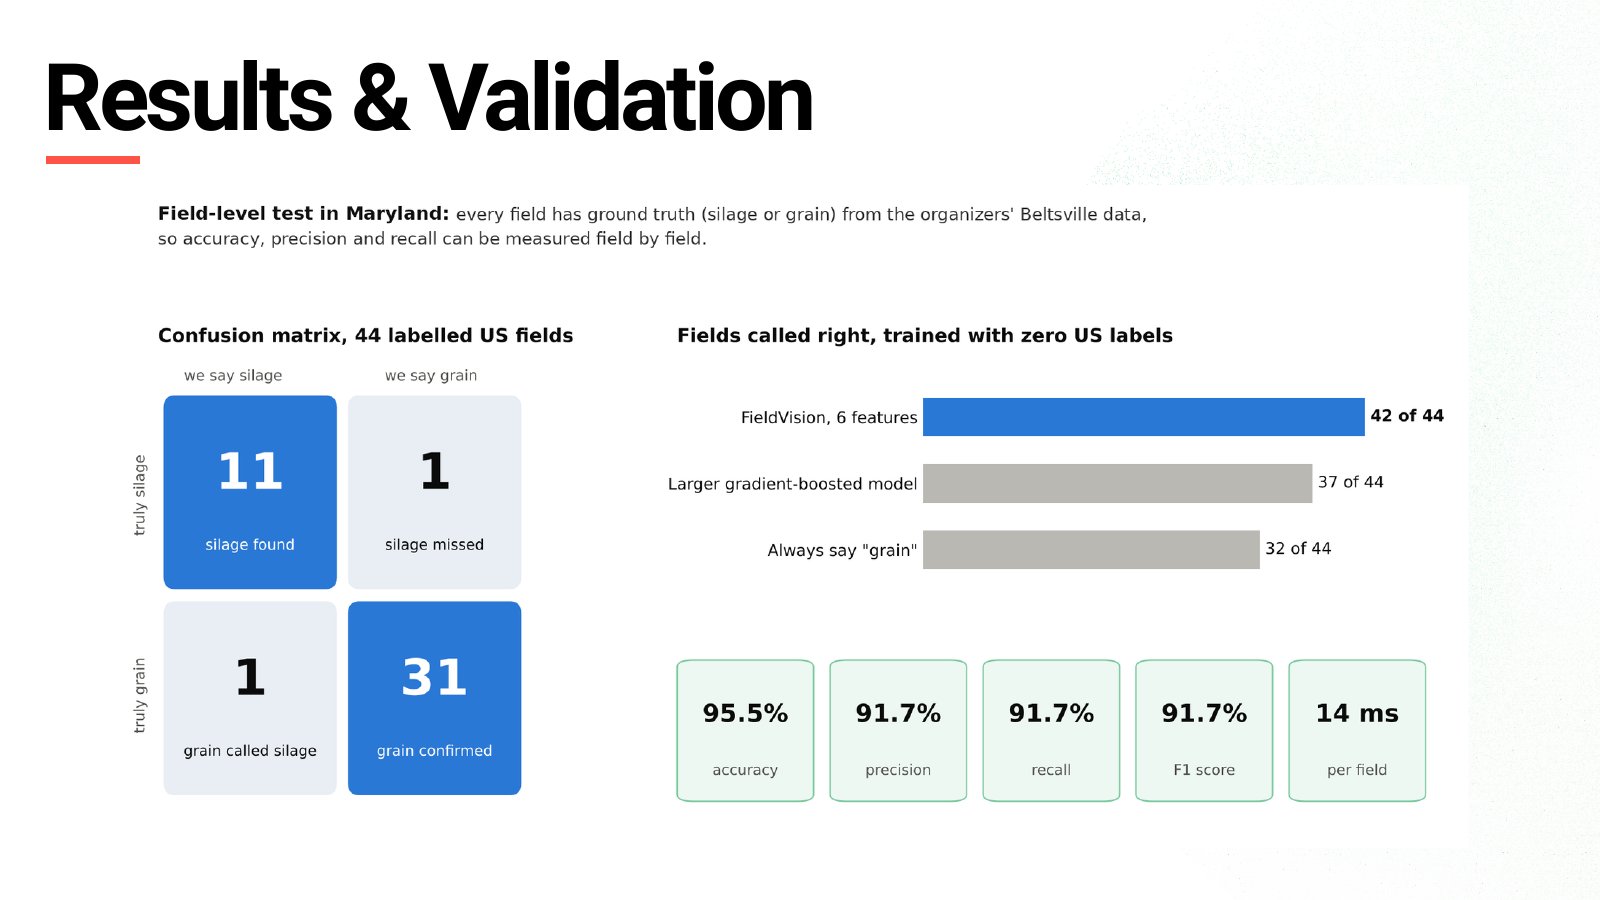 Results & Validation
Field-level test in Maryland: every field has ground truth (silage or grain) from the organizers' Beltsville data,
so accuracy, precision and recall can be measured field by field.
Confusion matrix, 44 labelled US fields
we say silage
we say grain
truly silage
11
silage found
1
silage missed
truly grain
1
grain called silage
31
grain confirmed
Fields called right, trained with zero US labels
FieldVision, 6 features
42 of 44
Larger gradient-boosted model
37 of 44
Always say "grain"
32 of 44
95.5%
accuracy
91.7%
precision
91.7%
recall
91.7%
F1 score
14 ms
per field